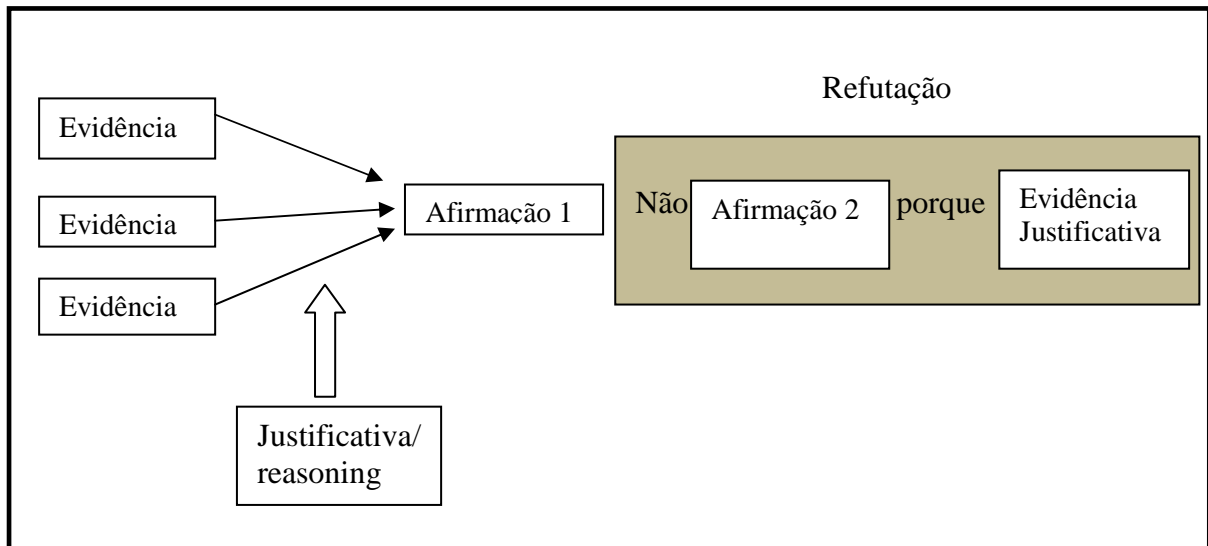 Refutação
Evidência
Evidência
Evidência
Afirmação 1
Não
Afirmação 2
porque
Evidência
Justificativa
Justificativa/
reasoning